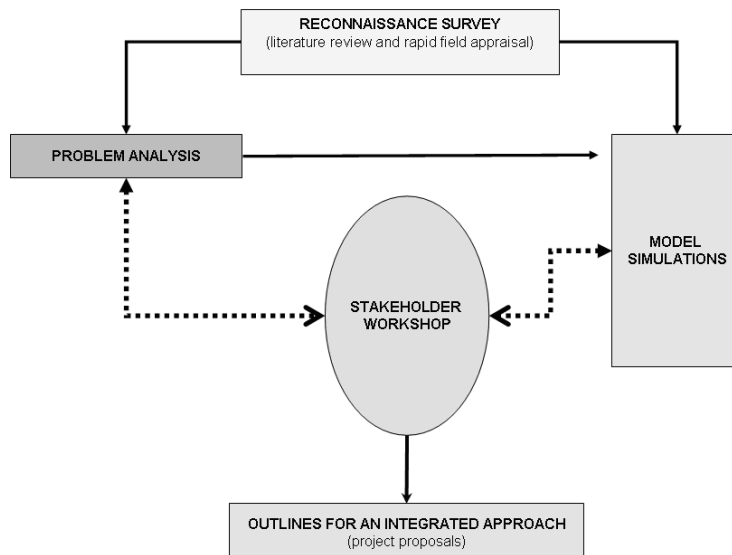 RECONNAISSANCE SURVEY
(literature review and rapid field appraisal)
PROBLEM ANALYSIS
MODEL
SIMULATIONS
STAKEHOLDER
WORKSHOP
OUTLINES FOR AN INTEGRATED APPROACH
(project proposals)